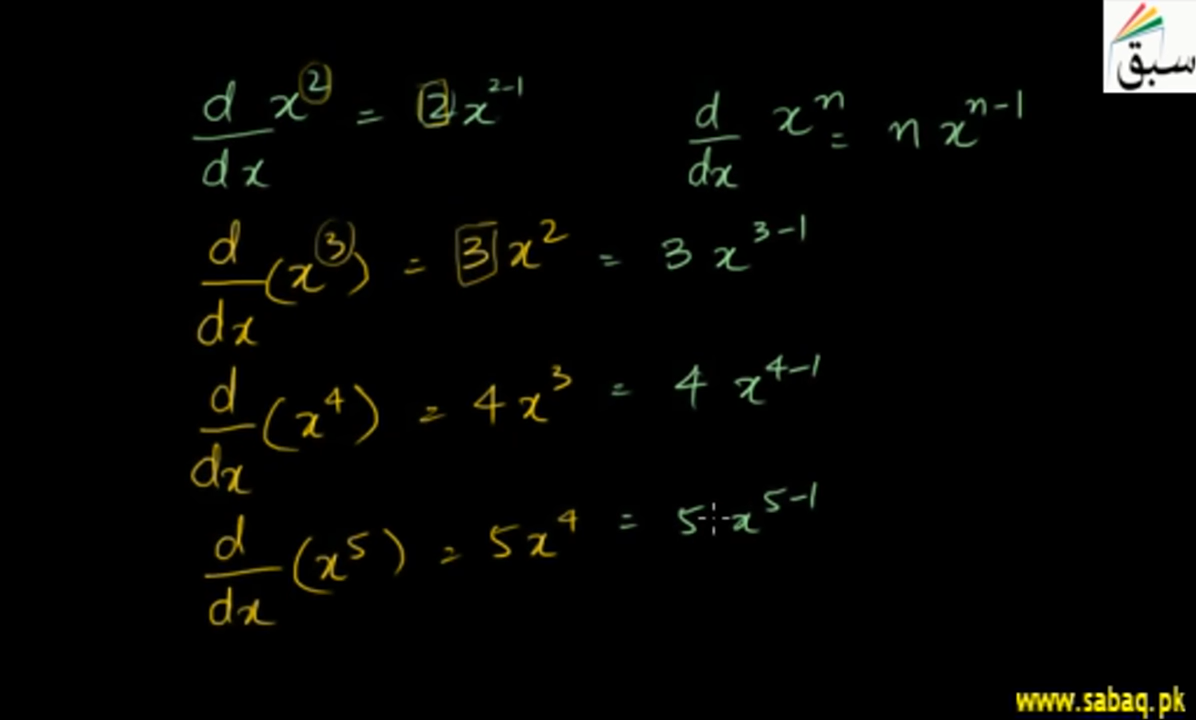 سبق
d/dx x^2 = 2x^{2-1}
d/dx x^n = n x^{n-1}
d/dx (x^3) = 3x^2 = 3 x^{3-1}
d/dx (x^4) = 4x^3 = 4 x^{4-1}
d/dx (x^5) = 5x^4 = 5 x^{5-1}
www.sabaq.pk